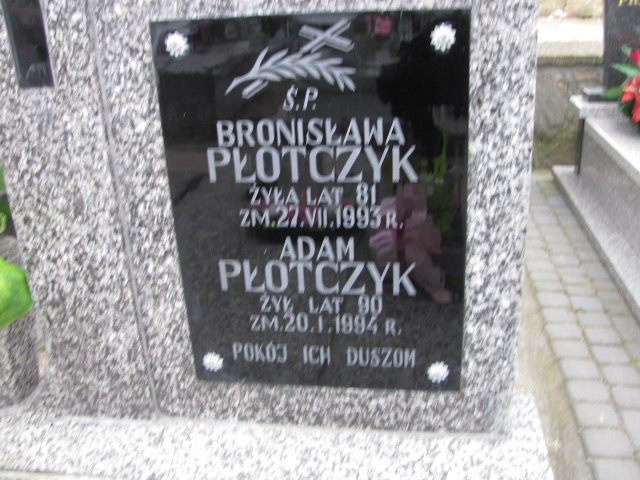 Ś.P.
BRONISŁAWA
PŁOTCZYK
ŻYŁA LAT 81
ZM. 27.VII.1993 R.
ADAM
PŁOTCZYK
ŻYŁ LAT 90
ZM. 20.I.1994 R.
POKÓJ ICH DUSZOM